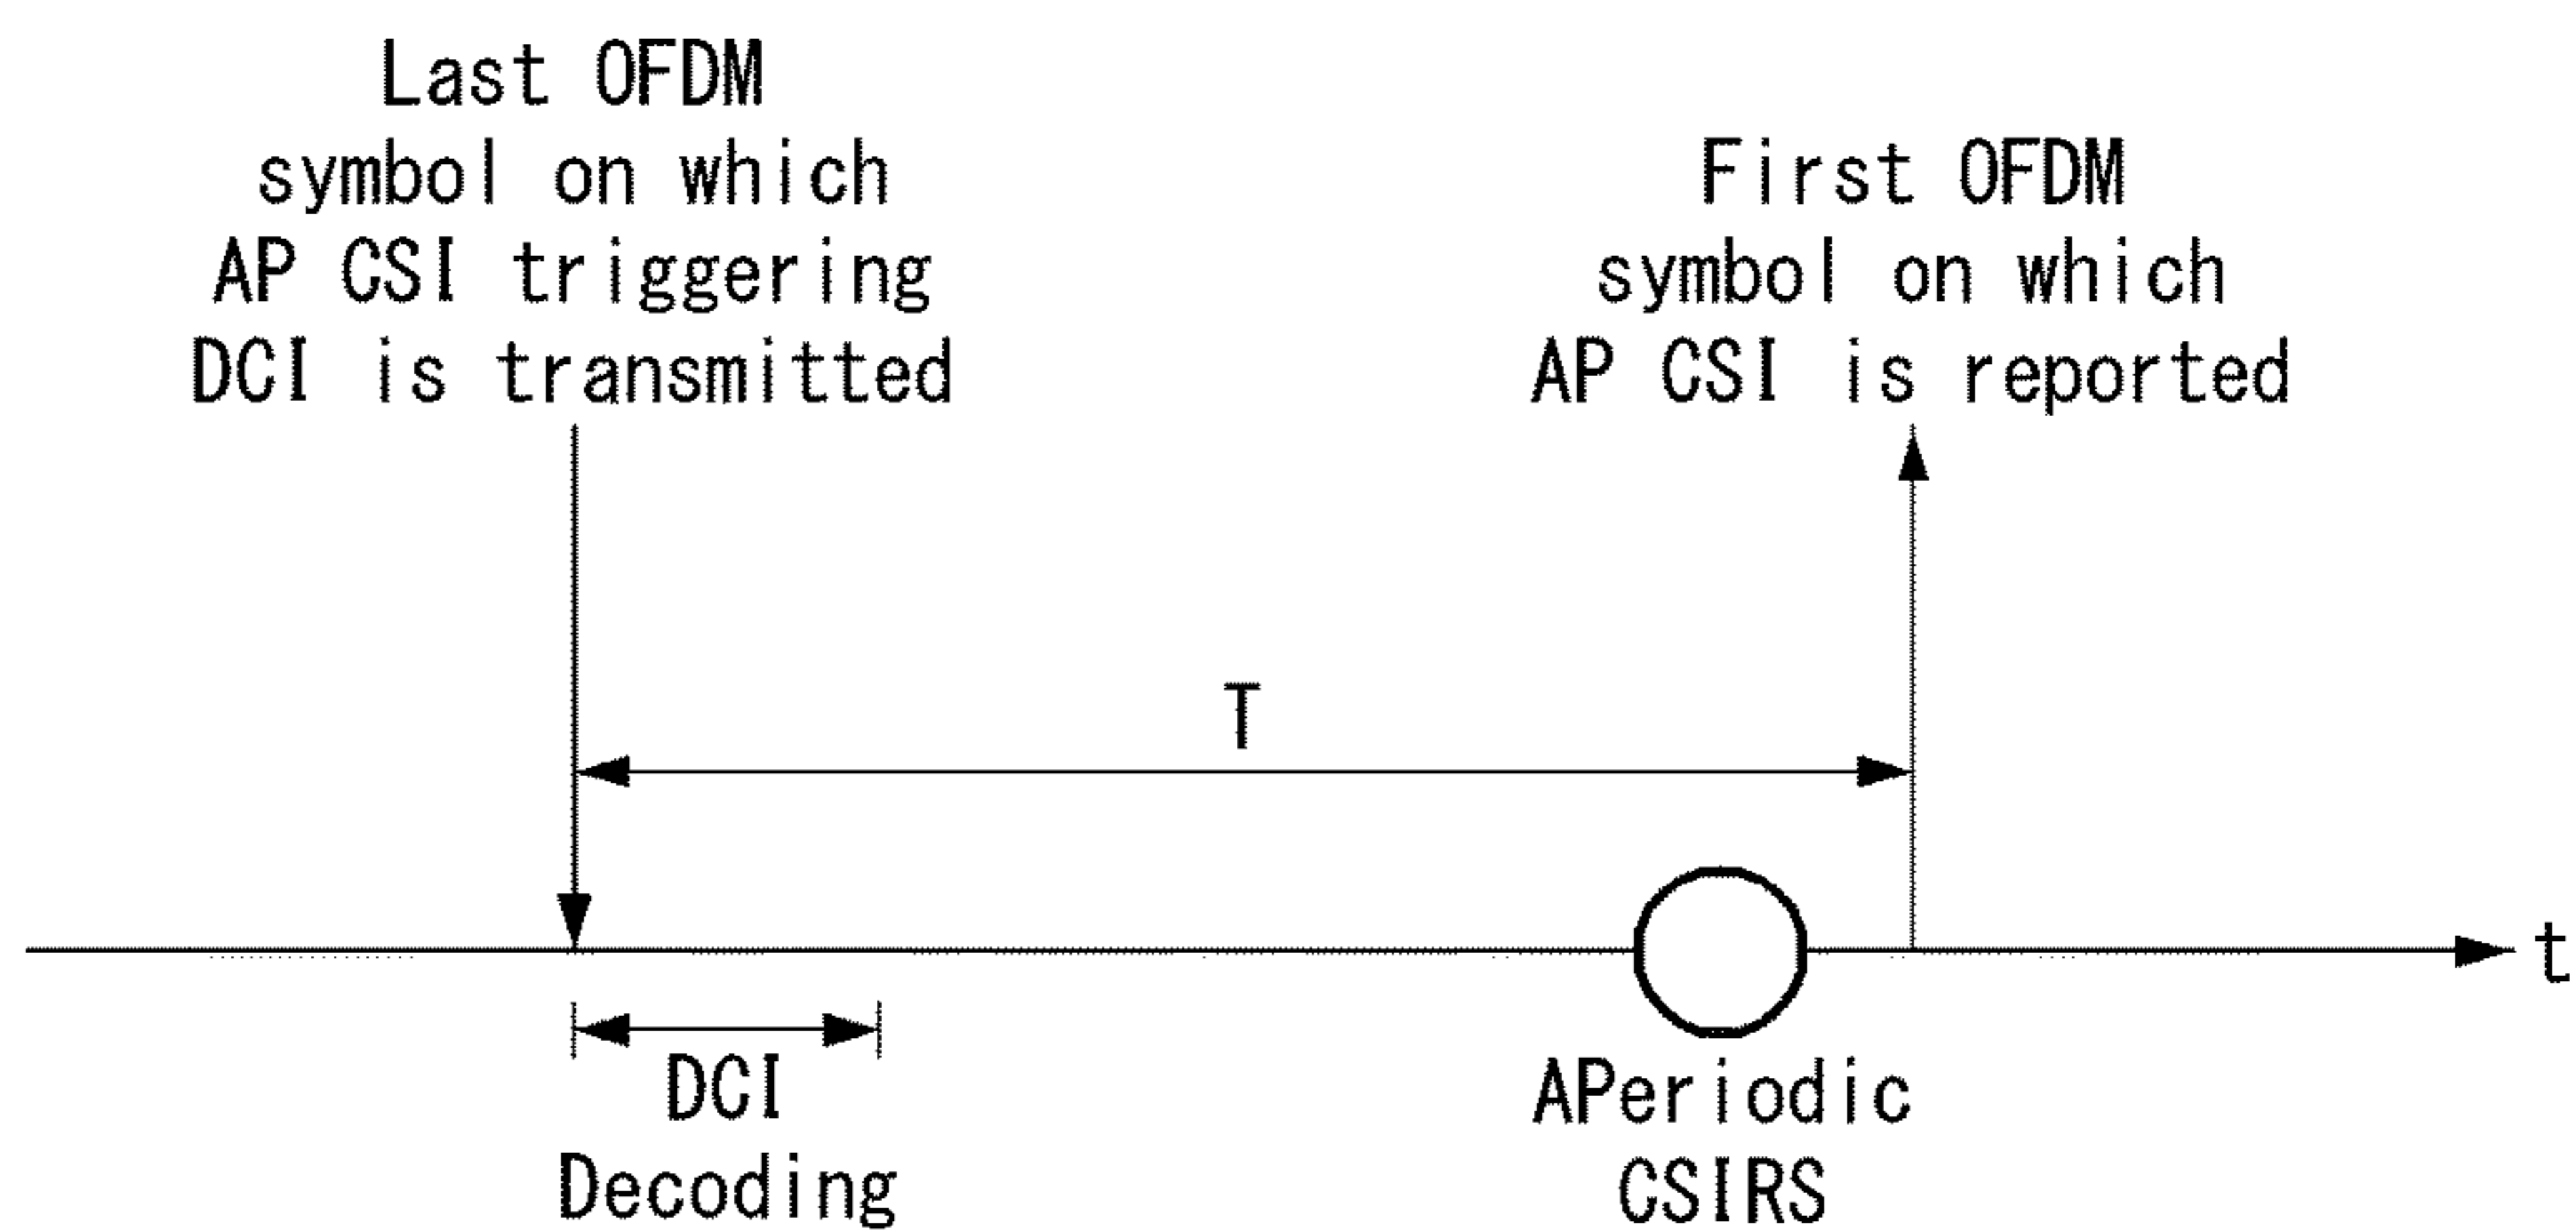 Last OFDM
symbol on which
AP CSI triggering
DCI is transmitted
First OFDM
symbol on which
AP CSI is reported
T
t
DCI
Decoding
APeriodic
CSIRS